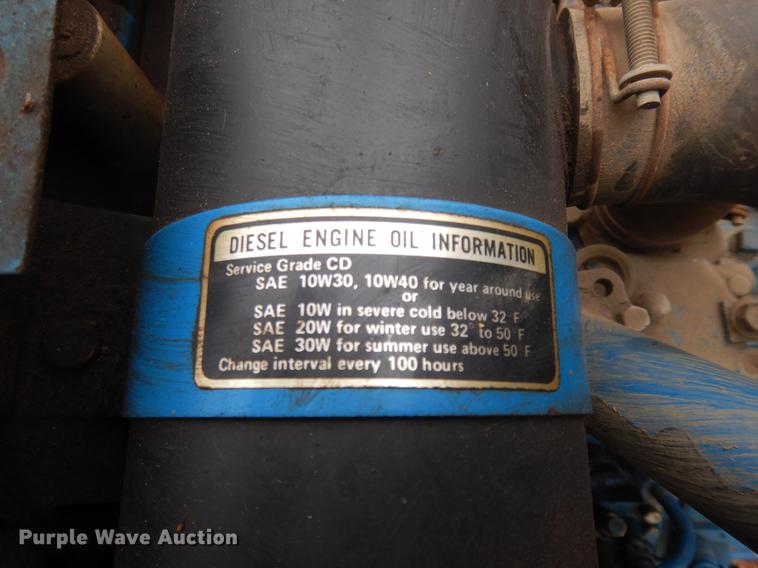 DIESEL ENGINE OIL INFORMATION
Service Grade CD
SAE 10W30, 10W40 for year around use
or
SAE 10W in severe cold below 32°F
SAE 20W for winter use 32° to 50°F
SAE 30W for summer use above 50°F
Change interval every 100 hours
Purple Wave Auction